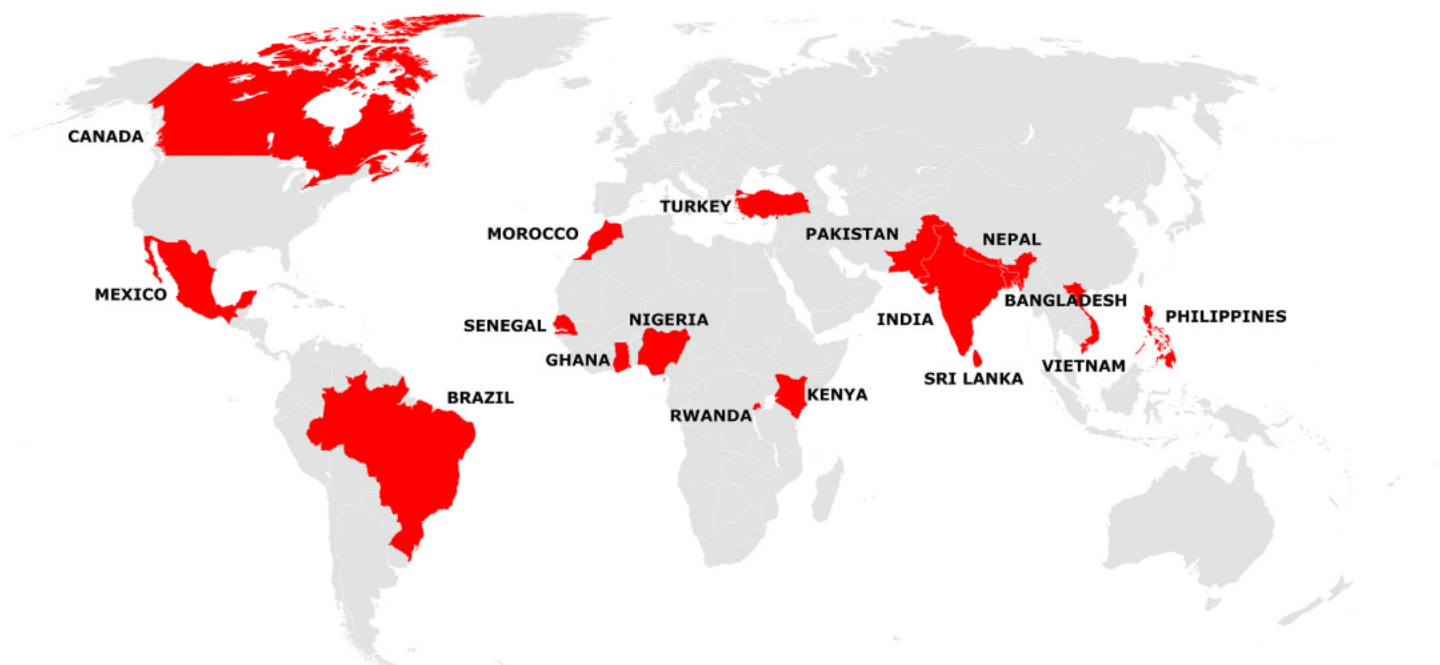 CANADA
TURKEY
MOROCCO
PAKISTAN
NEPAL
MEXICO
BANGLADESH
SENEGAL
NIGERIA
INDIA
PHILIPPINES
GHANA
VIETNAM
SRI LANKA
BRAZIL
KENYA
RWANDA